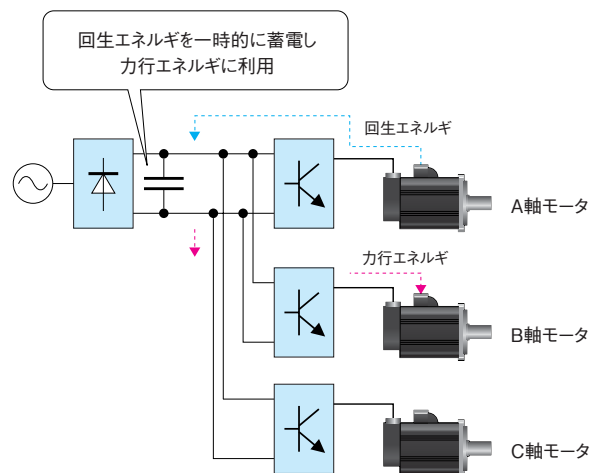 回生エネルギを一時的に蓄電し
力行エネルギに利用
回生エネルギ
A軸モータ
力行エネルギ
B軸モータ
C軸モータ